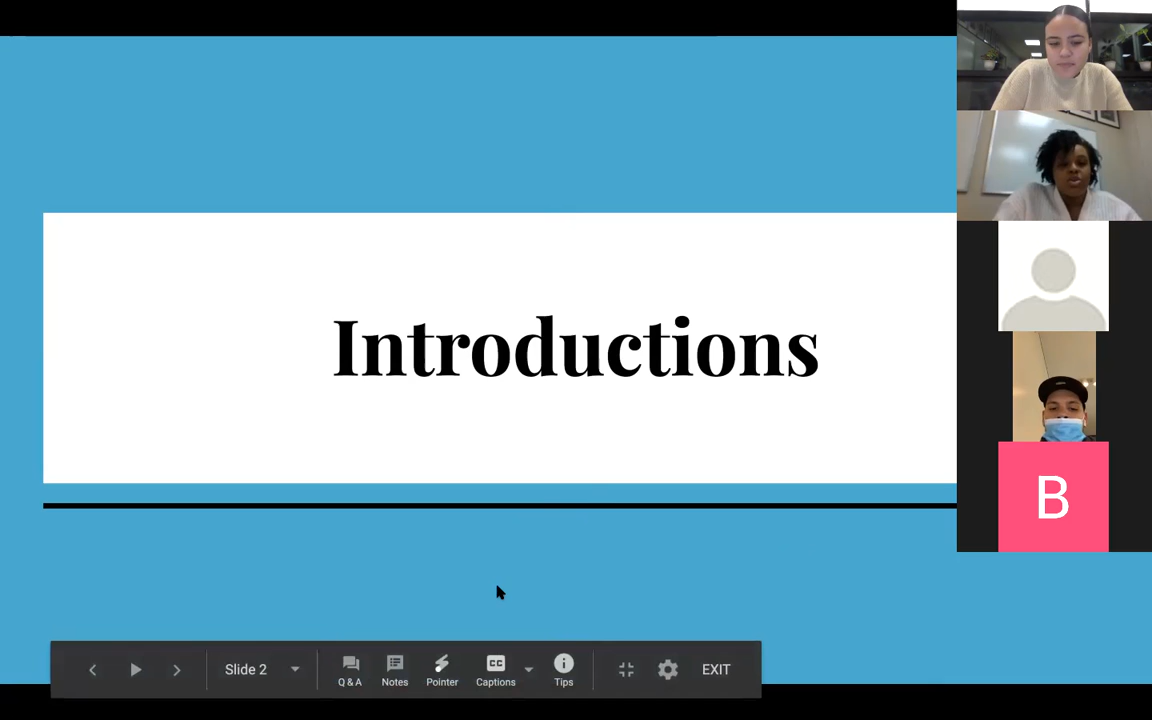 Introductions
B
Slide 2
Q & A
Notes
Pointer
CC
Captions
Tips
EXIT